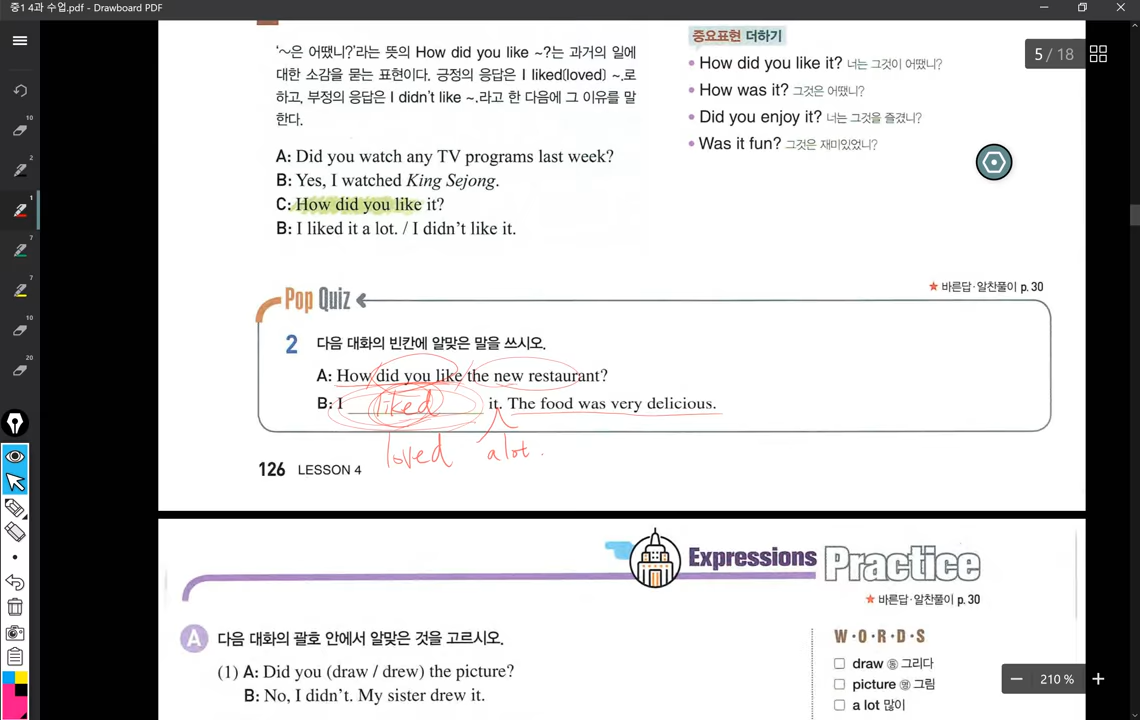 중1 4과 수업.pdf - Drawboard PDF
5 / 18
'~은 어땠니?'라는 뜻의 How did you like ~?는 과거의 일에
대한 소감을 묻는 표현이다. 긍정의 응답은 I liked(loved) ~.로
하고, 부정의 응답은 I didn't like ~.라고 한 다음에 그 이유를 말
한다.
A: Did you watch any TV programs last week?
B: Yes, I watched King Sejong.
C: How did you like it?
B: I liked it a lot. / I didn't like it.
중요표현 더하기
• How did you like it? 너는 그것이 어땠니?
• How was it? 그것은 어땠니?
• Did you enjoy it? 너는 그것을 즐겼니?
• Was it fun? 그것은 재미있었니?
Pop Quiz
★ 바른답·알찬풀이 p. 30
2 다음 대화의 빈칸에 알맞은 말을 쓰시오.
A: How did you like / the new restaurant?
B: I liked it. The food was very delicious.
loved a lot.
126 LESSON 4
Expressions Practice
★ 바른답·알찬풀이 p. 30
A 다음 대화의 괄호 안에서 알맞은 것을 고르시오.
(1) A: Did you (draw / drew) the picture?
B: No, I didn't. My sister drew it.
W·O·R·D·S
draw 동 그리다
picture 명 그림
a lot 많이
210 %
10
2
1
7
7
10
20